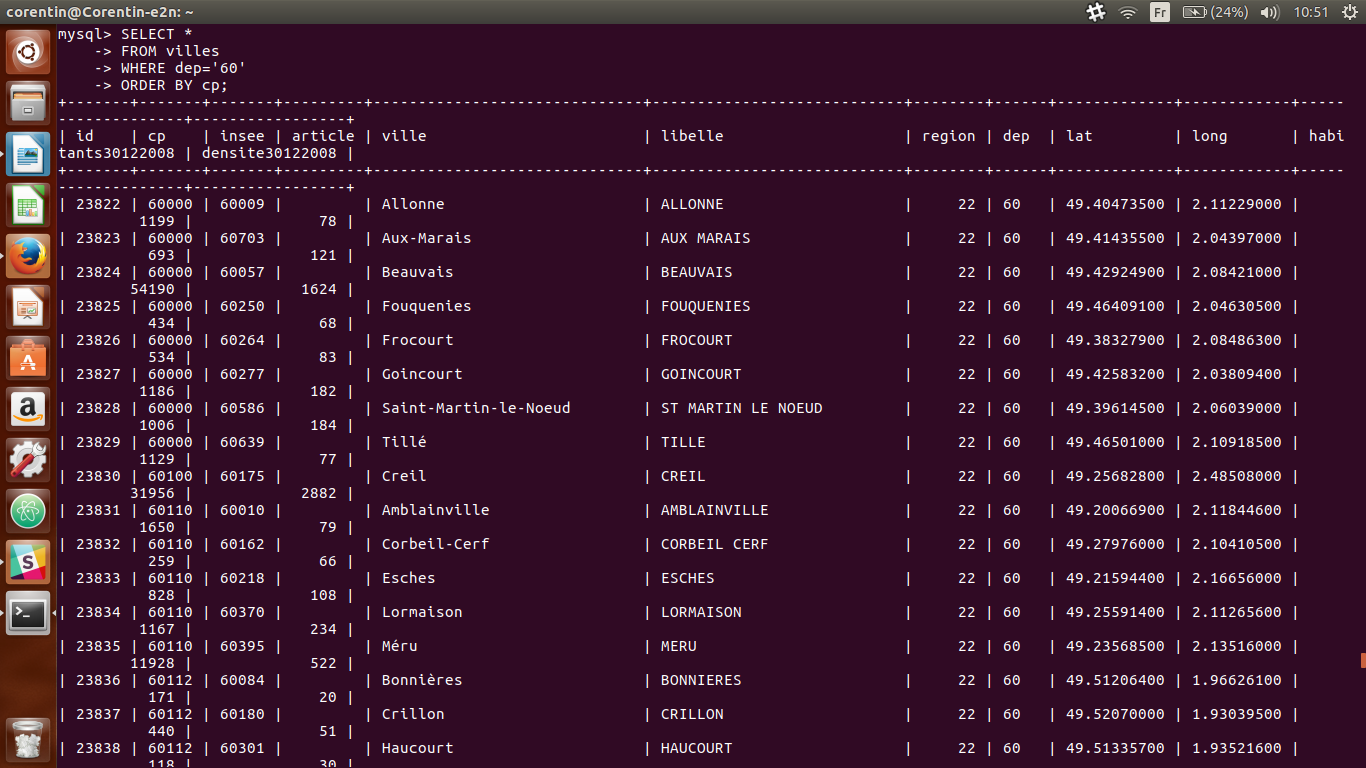 corentin@Corentin-e2n: ~ Fr (24%) 10:51
mysql> SELECT *
    -> FROM villes
    -> WHERE dep='60'
    -> ORDER BY cp;
+-------+-------+-------+---------+------------------------------+----------------------------+--------+------+-------------+------------+-----
--------------+-----------------+
| id    | cp    | insee | article | ville                        | libelle                    | region | dep  | lat         | long       | habi
tants30122008 | densite30122008 |
+-------+-------+-------+---------+------------------------------+----------------------------+--------+------+-------------+------------+-----
--------------+-----------------+
| 23822 | 60000 | 60009 |         | Allonne                      | ALLONNE                    |     22 | 60   | 49.40473500 | 2.11229000 |
         1199 |              78 |
| 23823 | 60000 | 60703 |         | Aux-Marais                   | AUX MARAIS                 |     22 | 60   | 49.41435500 | 2.04397000 |
          693 |             121 |
| 23824 | 60000 | 60057 |         | Beauvais                     | BEAUVAIS                   |     22 | 60   | 49.42924900 | 2.08421000 |
        54190 |            1624 |
| 23825 | 60000 | 60250 |         | Fouquenies                   | FOUQUENIES                 |     22 | 60   | 49.46409100 | 2.04630500 |
          434 |              68 |
| 23826 | 60000 | 60264 |         | Frocourt                     | FROCOURT                   |     22 | 60   | 49.38327900 | 2.08486300 |
          534 |              83 |
| 23827 | 60000 | 60277 |         | Goincourt                    | GOINCOURT                  |     22 | 60   | 49.42583200 | 2.03809400 |
         1186 |             182 |
| 23828 | 60000 | 60586 |         | Saint-Martin-le-Noeud        | ST MARTIN LE NOEUD         |     22 | 60   | 49.39614500 | 2.06039000 |
         1006 |             184 |
| 23829 | 60000 | 60639 |         | Tillé                        | TILLE                      |     22 | 60   | 49.46501000 | 2.10918500 |
         1129 |              77 |
| 23830 | 60100 | 60175 |         | Creil                        | CREIL                      |     22 | 60   | 49.25682800 | 2.48508000 |
        31956 |            2882 |
| 23831 | 60110 | 60010 |         | Amblainville                 | AMBLAINVILLE               |     22 | 60   | 49.20066900 | 2.11844600 |
         1650 |              79 |
| 23832 | 60110 | 60162 |         | Corbeil-Cerf                 | CORBEIL CERF               |     22 | 60   | 49.27976000 | 2.10410500 |
          259 |              66 |
| 23833 | 60110 | 60218 |         | Esches                       | ESCHES                     |     22 | 60   | 49.21594400 | 2.16656000 |
          828 |             108 |
| 23834 | 60110 | 60370 |         | Lormaison                    | LORMAISON                  |     22 | 60   | 49.25591400 | 2.11265600 |
         1167 |             234 |
| 23835 | 60110 | 60395 |         | Méru                         | MERU                       |     22 | 60   | 49.23568500 | 2.13516000 |
        11928 |             522 |
| 23836 | 60112 | 60084 |         | Bonnières                    | BONNIERES                  |     22 | 60   | 49.51206400 | 1.96626100 |
          171 |              20 |
| 23837 | 60112 | 60180 |         | Crillon                      | CRILLON                    |     22 | 60   | 49.52070000 | 1.93039500 |
          440 |              51 |
| 23838 | 60112 | 60301 |         | Haucourt                     | HAUCOURT                   |     22 | 60   | 49.51335700 | 1.93521600 |
          118 |              30 |